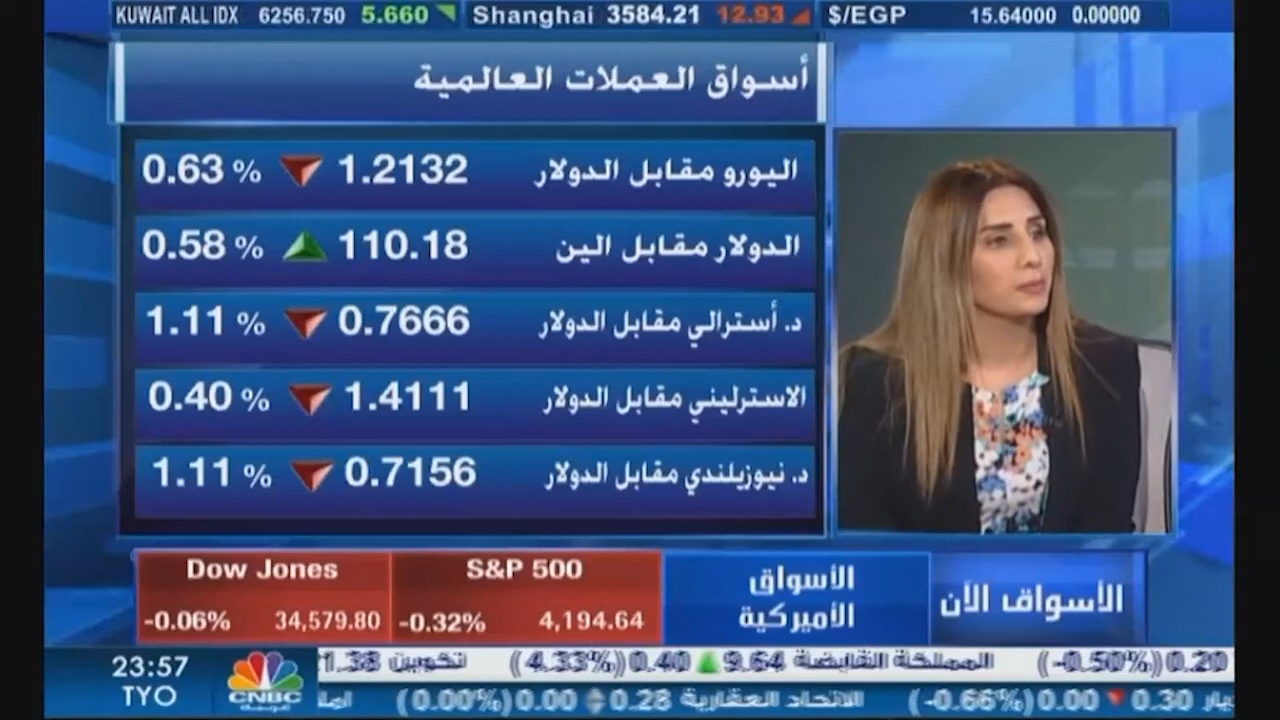 KUWAIT ALL IDX 6256.750 5.660 Shanghai 3584.21 12.93 $/EGP 15.64000 0.00000
أسواق العملات العالمية
اليورو مقابل الدولار 1.2132 0.63 %
الدولار مقابل الين 110.18 0.58 %
د. أسترالي مقابل الدولار 0.7666 1.11 %
الاسترليني مقابل الدولار 1.4111 0.40 %
د. نيوزيلندي مقابل الدولار 0.7156 1.11 %
الأسواق الآن
الأسواق
الأميركية
S&P 500
4,194.64 -0.32%
Dow Jones
34,579.80 -0.06%
0.20 (-0.50%) المملكة القابضة 9.64 0.40 (4.33%) تكوين
0.30 0.00 (-0.66%) الاتحاد العقارية 0.28 0.00 (0.00%)
23:57
TYO
CNBC
عربية